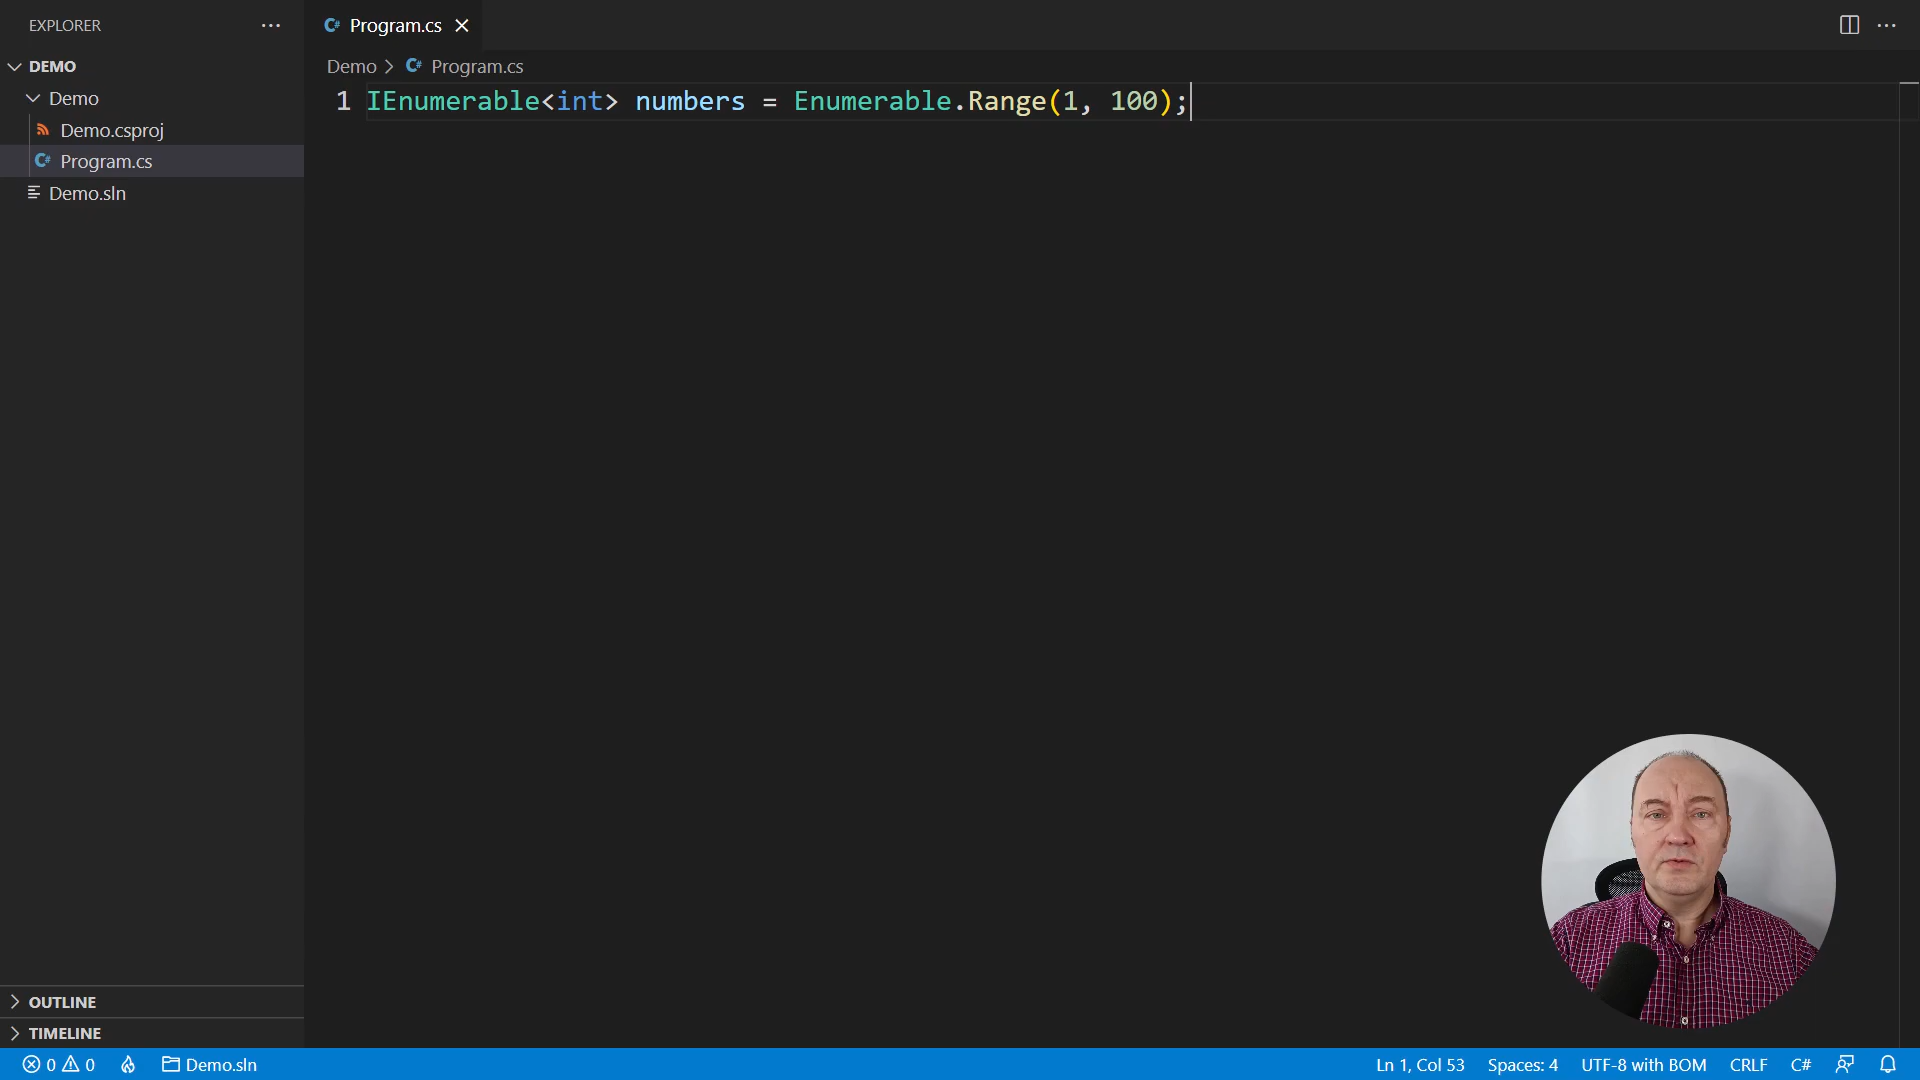 EXPLORER
DEMO
Demo
Demo.csproj
C# Program.cs
Demo.sln
OUTLINE
TIMELINE
C# Program.cs
Demo > C# Program.cs
1 IEnumerable<int> numbers = Enumerable.Range(1, 100);
0 0 Demo.sln Ln 1, Col 53 Spaces: 4 UTF-8 with BOM CRLF C#